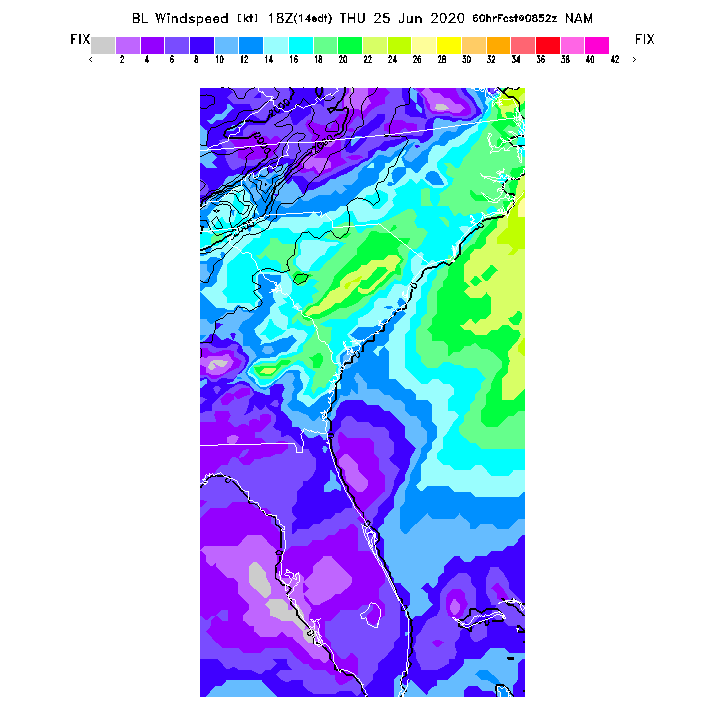 BL Windspeed [kt] 18Z(14edt) THU 25 Jun 2020 60hrFcst@0852z NAM
FIX FIX
< 2 4 6 8 10 12 14 16 18 20 22 24 26 28 30 32 34 36 38 40 42 >